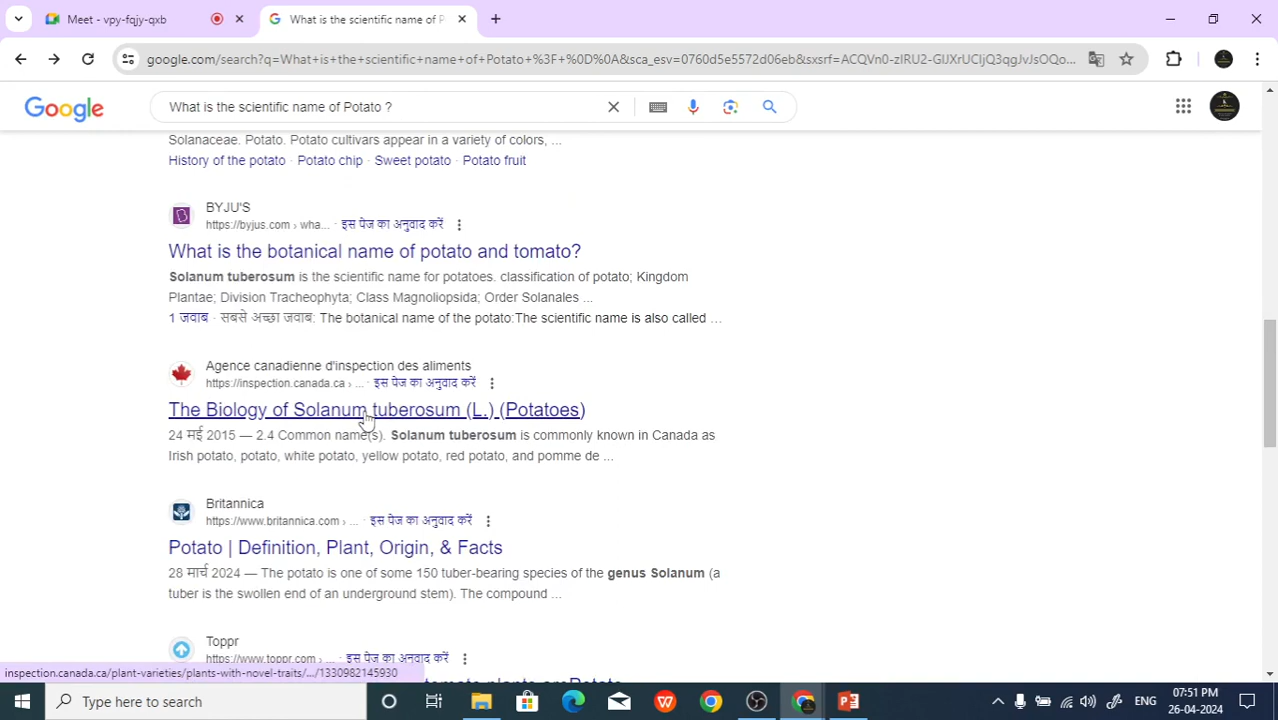 Meet - vpy-fqjy-qxb
What is the scientific name of P
google.com/search?q=What+is+the+scientific+name+of+Potato+%3F+%0D%0A&sca_esv=0760d5e5572d06eb&sxsrf=ACQVn0-zIRU2-GIJXrUCIjQ3qgJvJsOQo...
Google
What is the scientific name of Potato ?
Solanaceae. Potato. Potato cultivars appear in a variety of colors, ...
History of the potato · Potato chip · Sweet potato · Potato fruit
BYJU'S
https://byjus.com › wha... · इस पेज का अनुवाद करें
What is the botanical name of potato and tomato?
Solanum tuberosum is the scientific name for potatoes. classification of potato; Kingdom
Plantae; Division Tracheophyta; Class Magnoliopsida; Order Solanales ...
1 जवाब · सबसे अच्छा जवाब: The botanical name of the potato:The scientific name is also called ...
Agence canadienne d'inspection des aliments
https://inspection.canada.ca › ... · इस पेज का अनुवाद करें
The Biology of Solanum tuberosum (L.) (Potatoes)
24 मई 2015 — 2.4 Common name(s). Solanum tuberosum is commonly known in Canada as
Irish potato, potato, white potato, yellow potato, red potato, and pomme de ...
Britannica
https://www.britannica.com › ... · इस पेज का अनुवाद करें
Potato | Definition, Plant, Origin, & Facts
28 मार्च 2024 — The potato is one of some 150 tuber-bearing species of the genus Solanum (a
tuber is the swollen end of an underground stem). The compound ...
Toppr
https://www.toppr.com › ... · इस पेज का अनुवाद करें
tomato plants arePotato
inspection.canada.ca/plant-varieties/plants-with-novel-traits/.../1330982145930
Type here to search
ENG
07:51 PM
26-04-2024